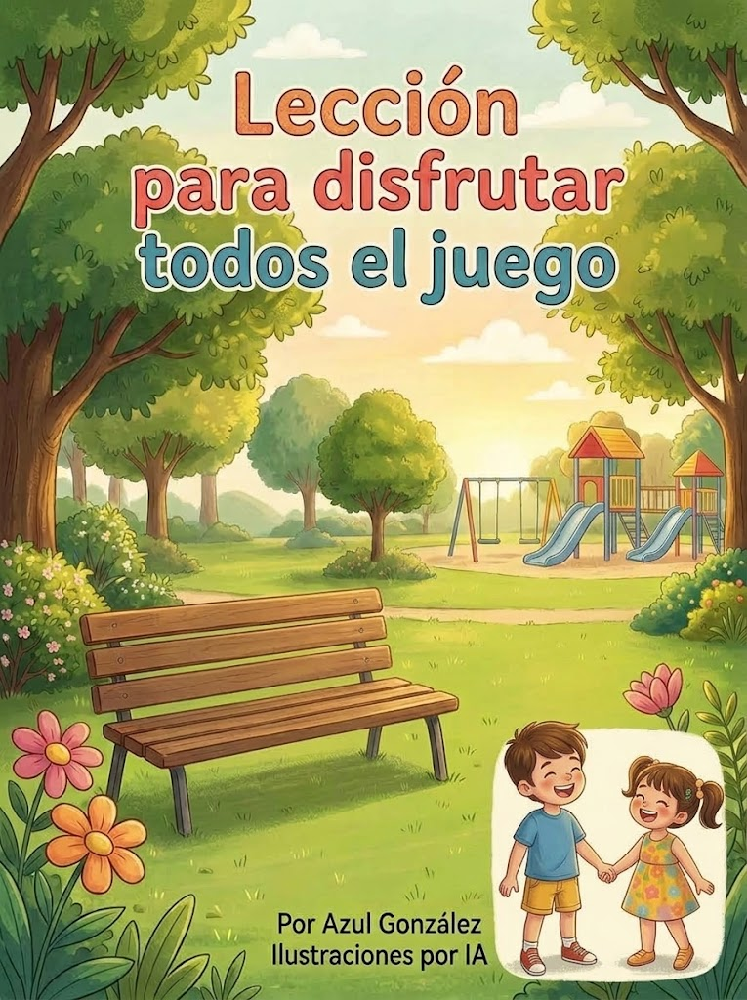 Lección
para disfrutar
todos el juego
Por Azul González
Ilustraciones por IA